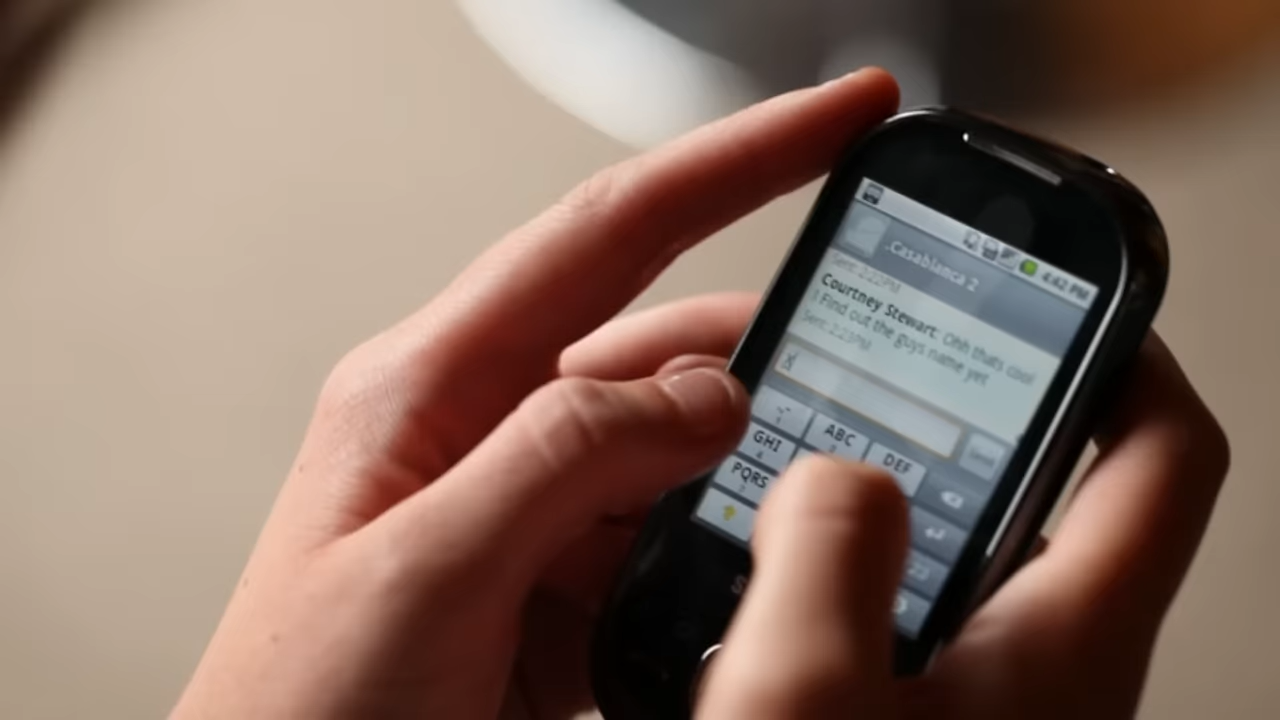 4:42 PM
.Casablanca 2
Sent: 2:22PM
Courtney Stewart: Ohh thats cool
! Find out the guys name yet
Sent: 2:23PM
Send
ABC
DEF
GHI
PQRS